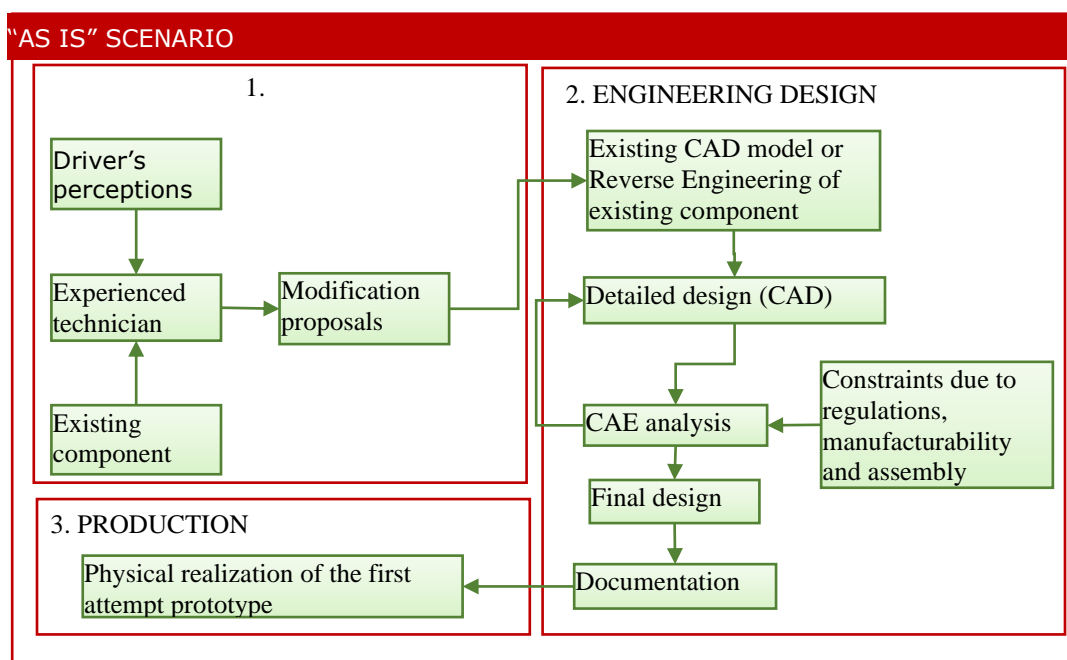 “AS IS” SCENARIO
1.
Driver’s
perceptions
Experienced
technician
Modification
proposals
Existing
component
2. ENGINEERING DESIGN
Existing CAD model or
Reverse Engineering of
existing component
Detailed design (CAD)
CAE analysis
Constraints due to
regulations,
manufacturability
and assembly
Final design
Documentation
3. PRODUCTION
Physical realization of the first
attempt prototype